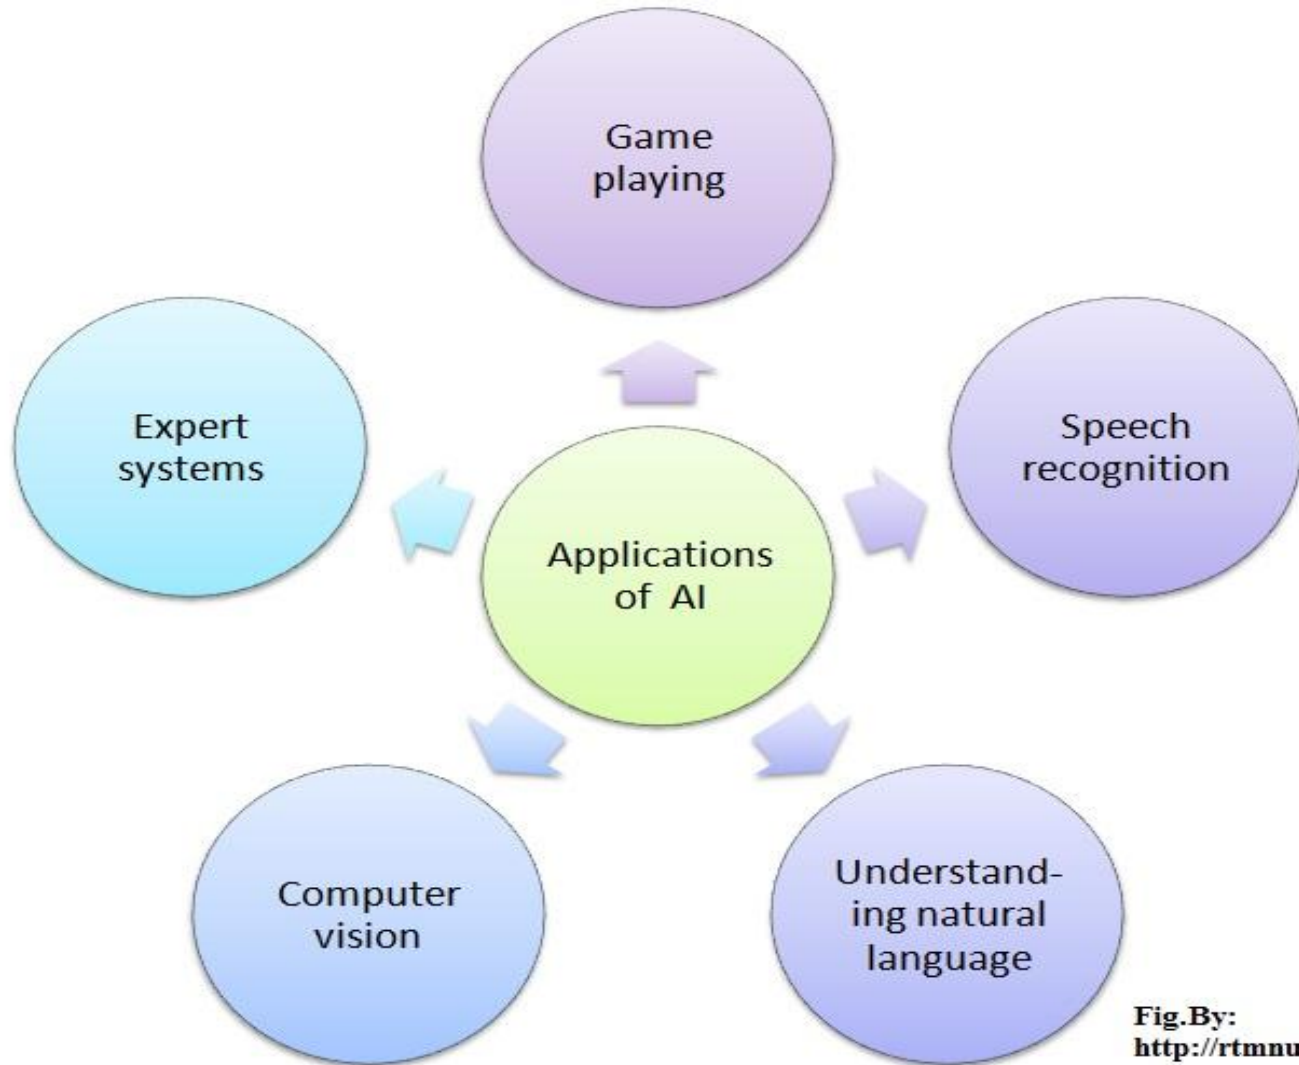 Game
playing
Expert
systems
Speech
recognition
Applications
of AI
Computer
vision
Understand-
ing natural
language
Fig.By:
http://rtmnu